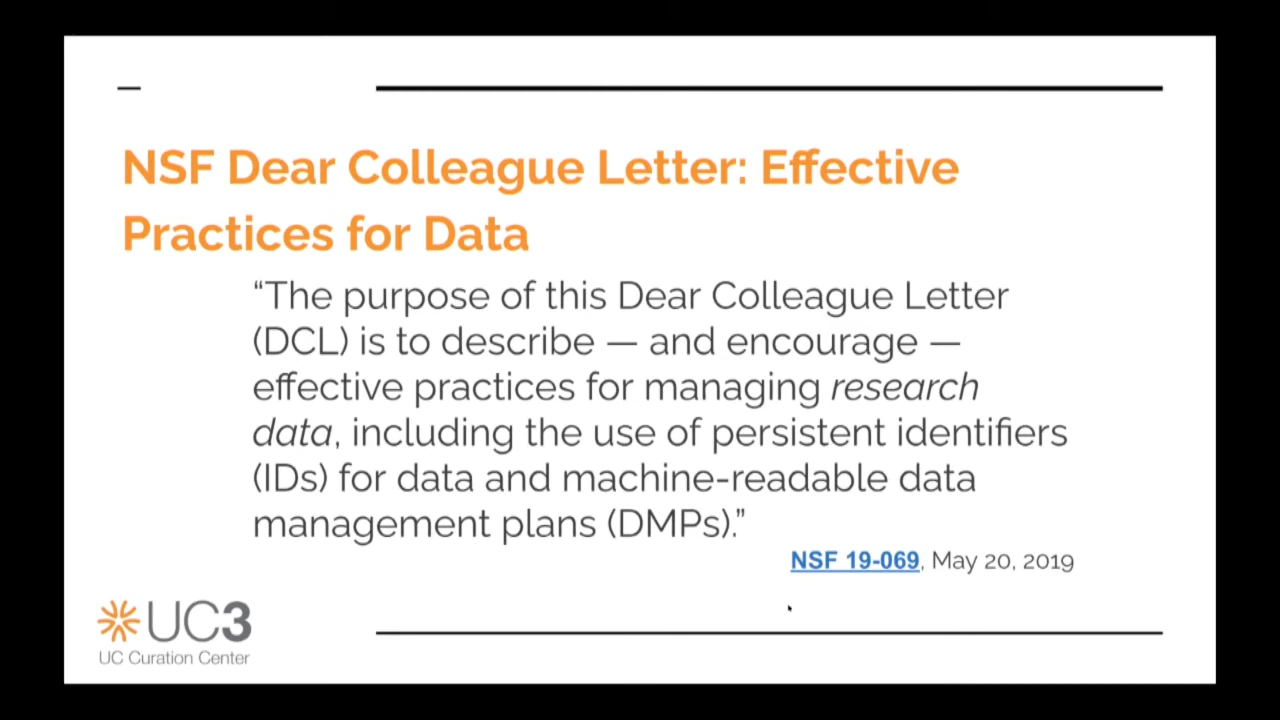 NSF Dear Colleague Letter: Effective
Practices for Data
“The purpose of this Dear Colleague Letter
(DCL) is to describe — and encourage —
effective practices for managing research
data, including the use of persistent identifiers
(IDs) for data and machine-readable data
management plans (DMPs).”
NSF 19-069, May 20, 2019
UC3
UC Curation Center